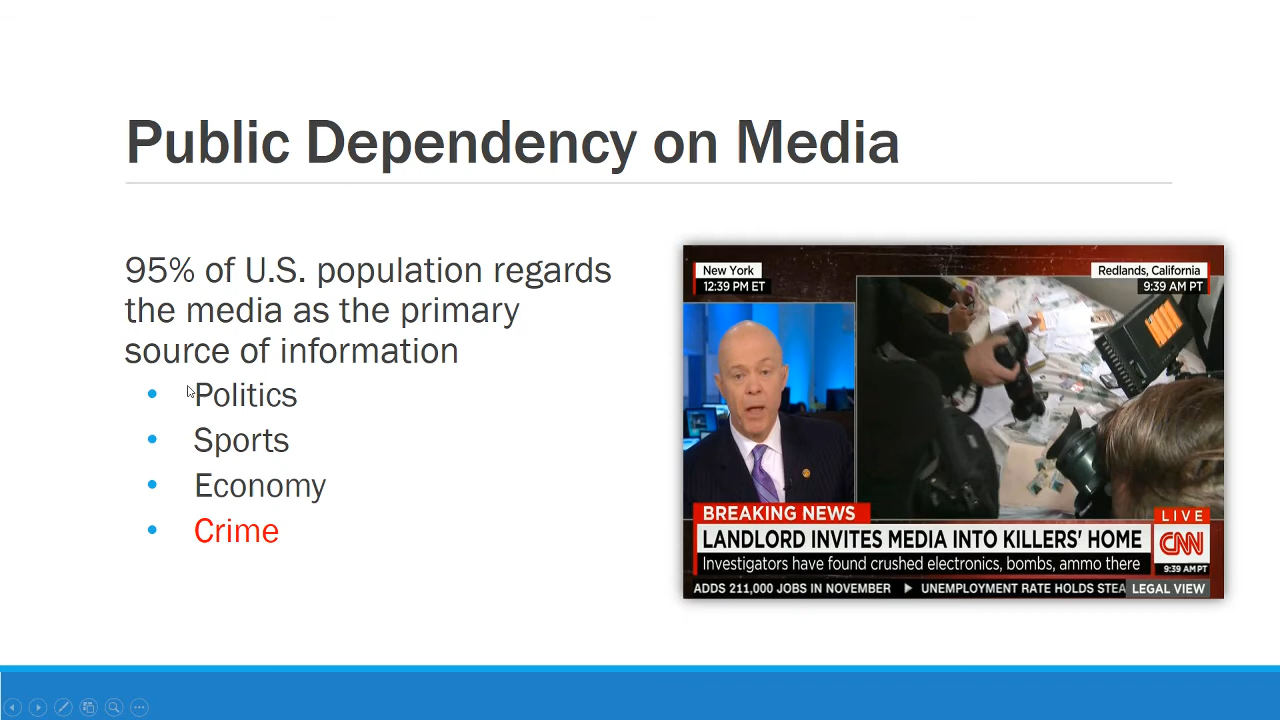 Public Dependency on Media
95% of U.S. population regards
the media as the primary
source of information
• Politics
• Sports
• Economy
• Crime
New York
12:39 PM ET
Redlands, California
9:39 AM PT
BREAKING NEWS
LANDLORD INVITES MEDIA INTO KILLERS' HOME
Investigators have found crushed electronics, bombs, ammo there
LIVE
CNN
9:39 AM PT
ADDS 211,000 JOBS IN NOVEMBER ▶ UNEMPLOYMENT RATE HOLDS STEA
LEGAL VIEW